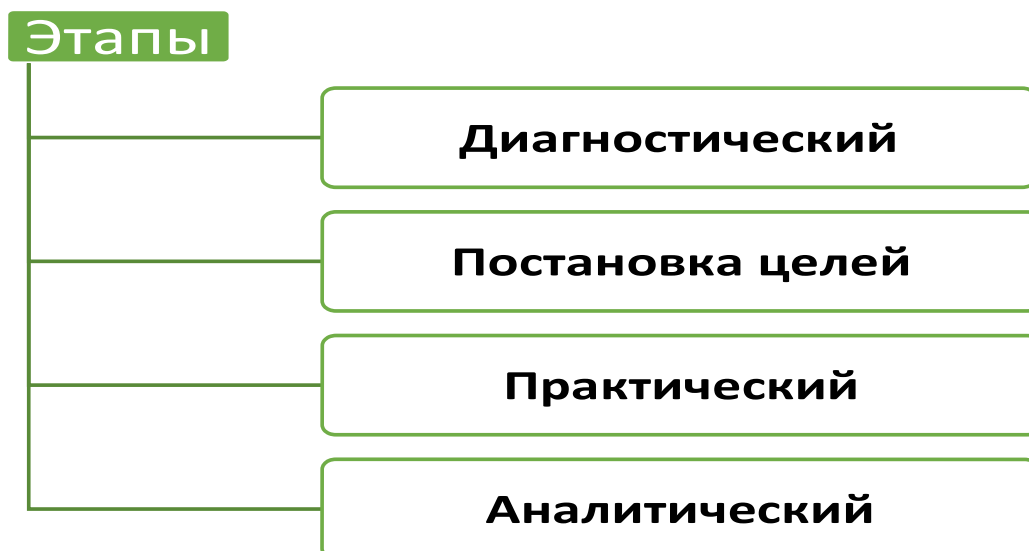 Этапы
Диагностический
Постановка целей
Практический
Аналитический